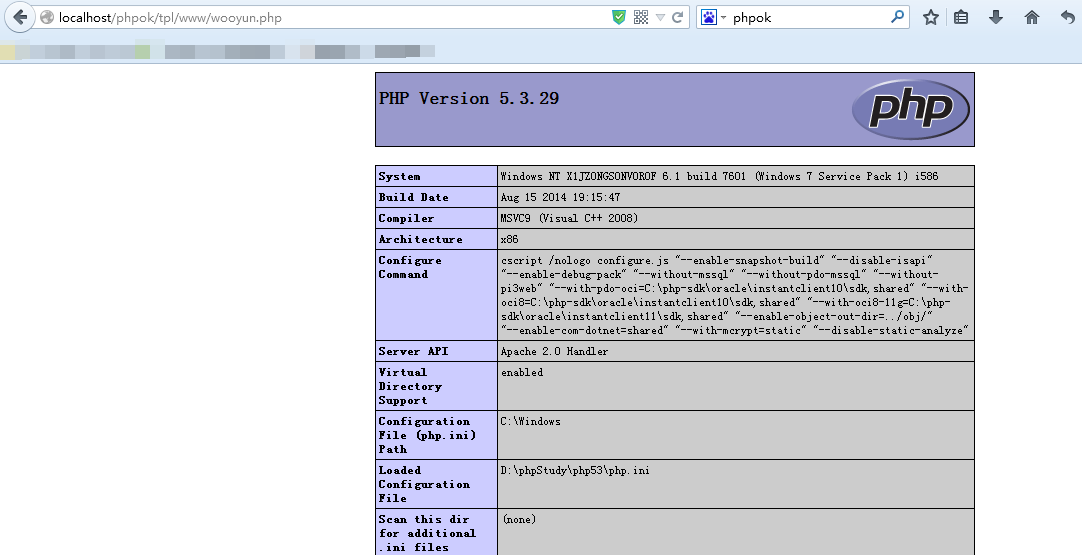 localhost/phpok/tpl/www/wooyun.php
phpok
PHP Version 5.3.29
php
System
Windows NT X1JZONGSONVOROF 6.1 build 7601 (Windows 7 Service Pack 1) i586
Build Date
Aug 15 2014 19:15:47
Compiler
MSVC9 (Visual C++ 2008)
Architecture
x86
Configure
Command
cscript /nologo configure.js "--enable-snapshot-build" "--disable-isapi"
"--enable-debug-pack" "--without-mssql" "--without-pdo-mssql" "--without-
pi3web" "--with-pdo-oci=C:\php-sdk\oracle\instantclient10\sdk,shared" "--with-
oci8=C:\php-sdk\oracle\instantclient10\sdk,shared" "--with-oci8-11g=C:\php-
sdk\oracle\instantclient11\sdk,shared" "--enable-object-out-dir=../obj/"
"--enable-com-dotnet=shared" "--with-mcrypt=static" "--disable-static-analyze"
Server API
Apache 2.0 Handler
Virtual
Directory
Support
enabled
Configuration
File (php.ini)
Path
C:\Windows
Loaded
Configuration
File
D:\phpStudy\php53\php.ini
Scan this dir
for additional
.ini files
(none)